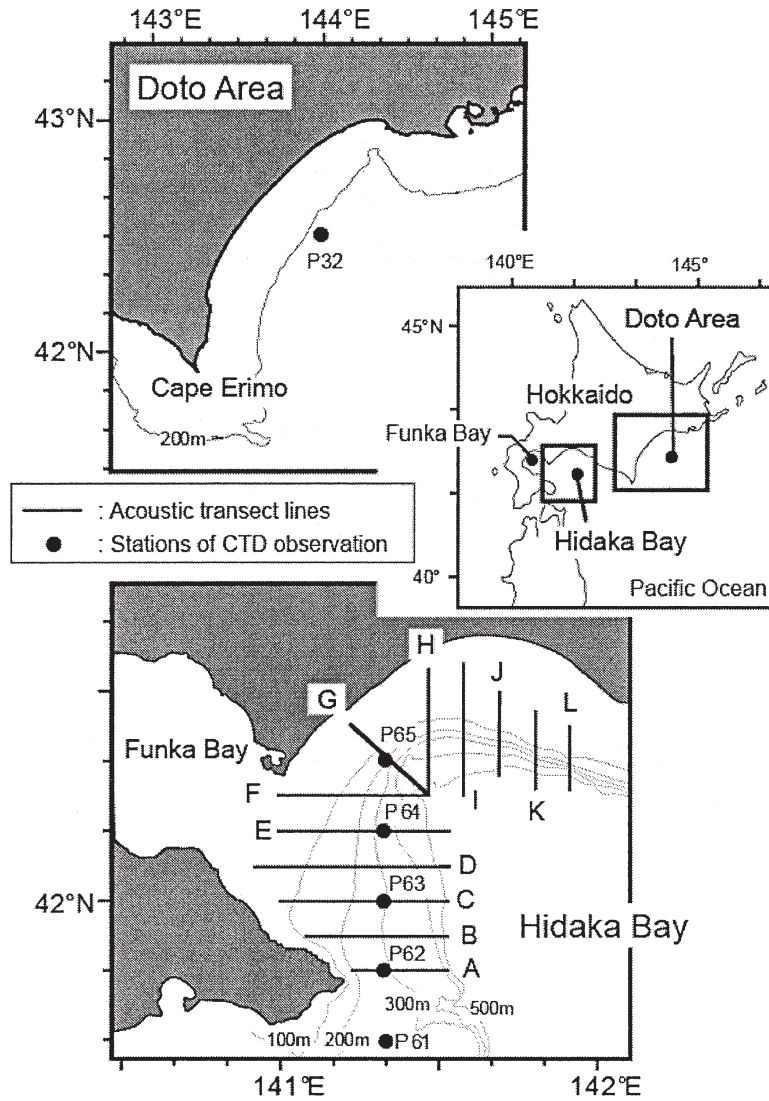 143°E 144°E 145°E
Doto Area
43°N
P32
42°N
Cape Erimo
200m
140°E 145°
45°N
Doto Area
Hokkaido
Funka Bay
Hidaka Bay
40°
Pacific Ocean
: Acoustic transect lines
: Stations of CTD observation
H
G
J
L
P65
Funka Bay
F
I
K
P64
E
D
P63
C
42°N
B
Hidaka Bay
P62
A
300m
500m
100m
200m
P61
141°E 142°E